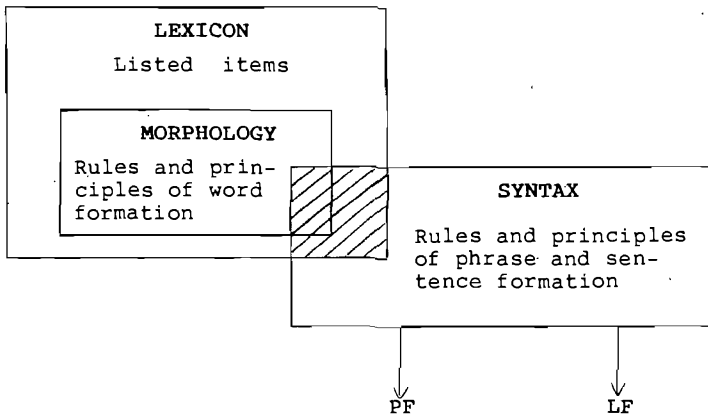 LEXICON
Listed items
MORPHOLOGY
Rules and prin-
ciples of word
formation
SYNTAX
Rules and principles
of phrase and sen-
tence formation
PF
LF